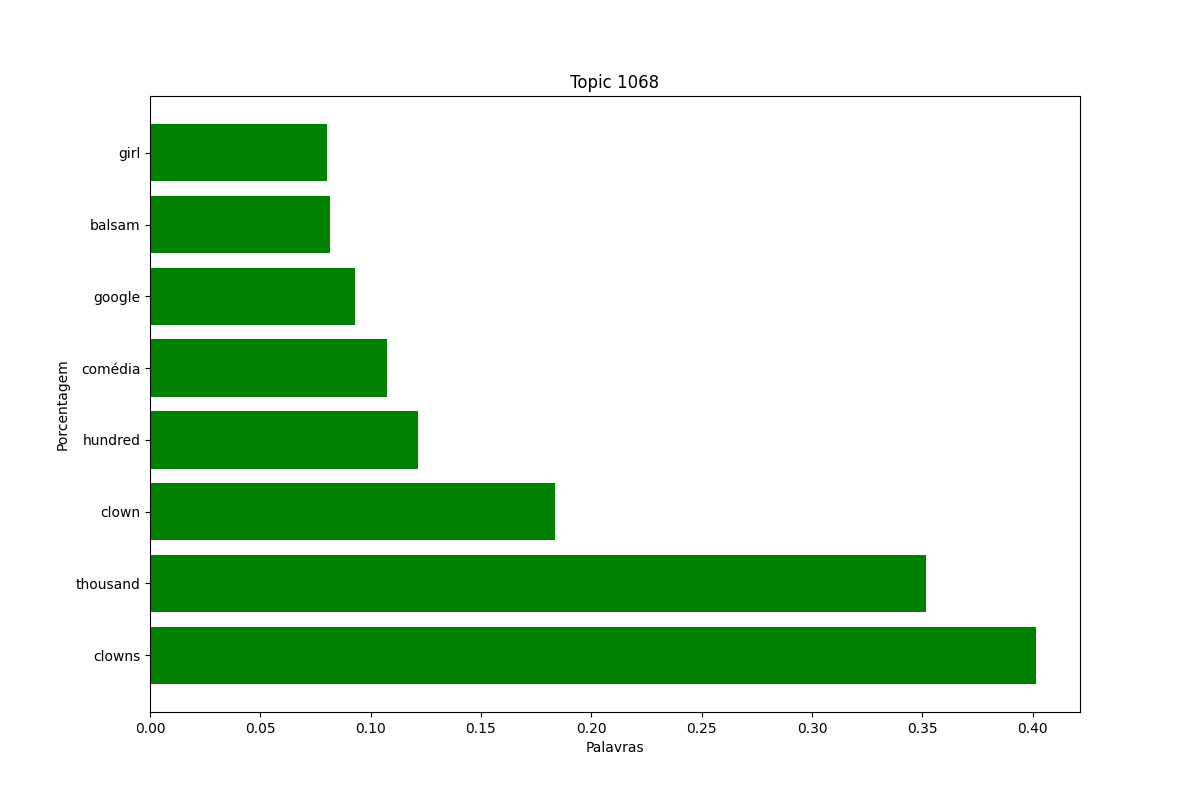 Topic 1068
girl
balsam
google
comédia
hundred
clown
thousand
clowns
Porcentagem
0.00 0.05 0.10 0.15 0.20 0.25 0.30 0.35 0.40
Palavras